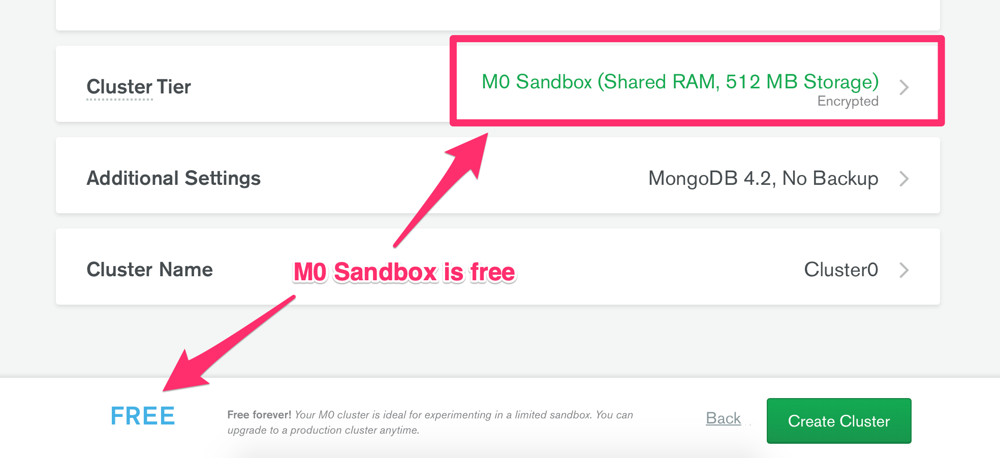 Cluster Tier
M0 Sandbox (Shared RAM, 512 MB Storage)
Encrypted
Additional Settings
MongoDB 4.2, No Backup
Cluster Name
M0 Sandbox is free
Cluster0
FREE
Free forever! Your M0 cluster is ideal for experimenting in a limited sandbox. You can
upgrade to a production cluster anytime.
Back
Create Cluster